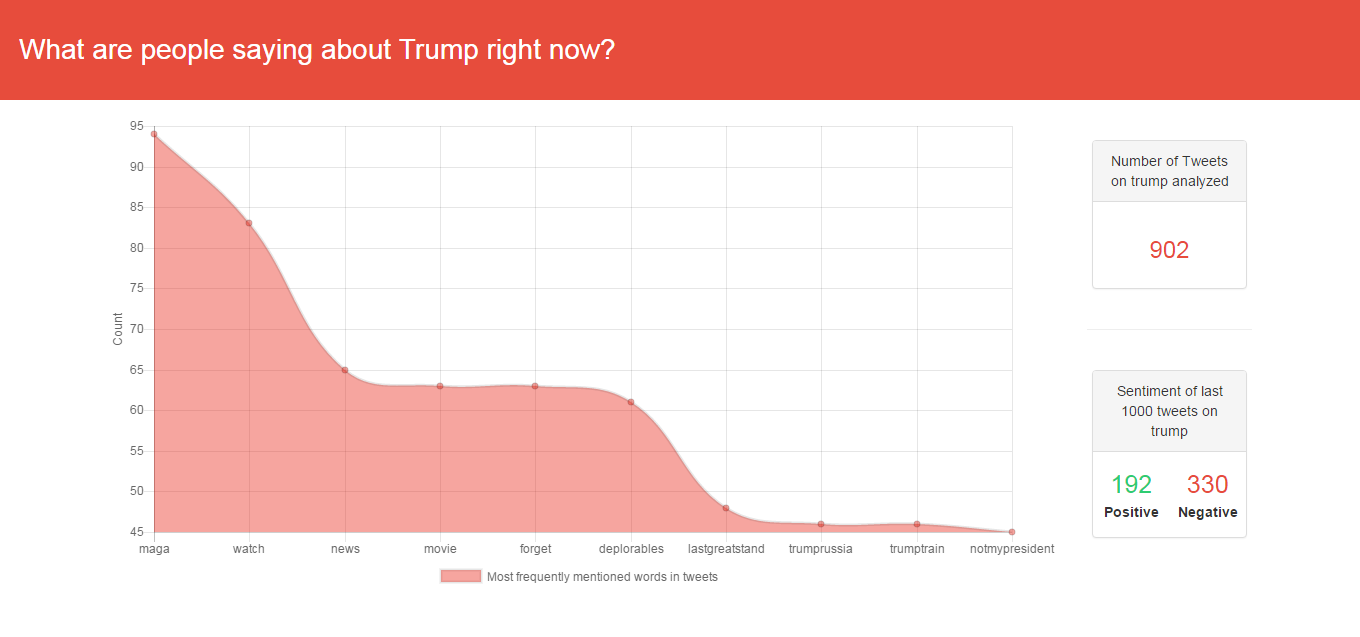 What are people saying about Trump right now?
95
90
85
80
75
70
65
60
55
50
45
Count
maga watch news movie forget deplorables lastgreatstand trumprussia trumptrain notmypresident
Most frequently mentioned words in tweets
Number of Tweets
on trump analyzed
902
Sentiment of last
1000 tweets on
trump
192 330
Positive Negative